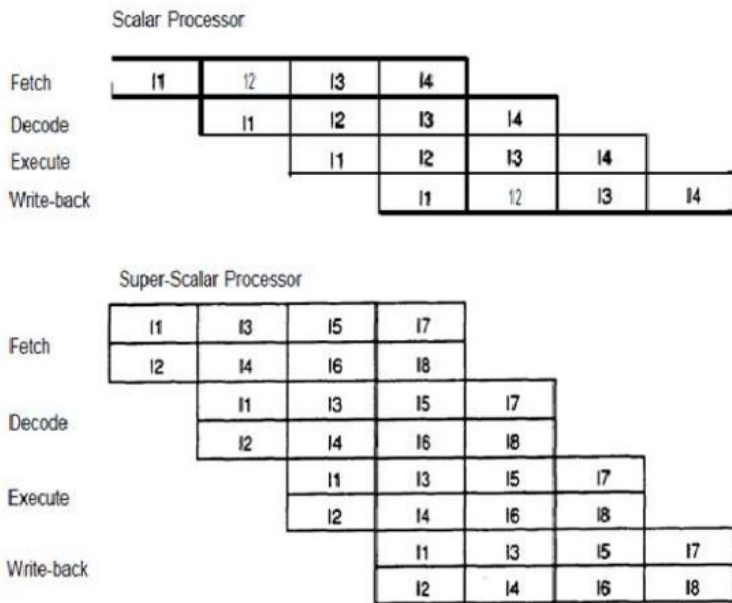 Scalar Processor
Fetch I1 12 I3 I4
Decode I1 I2 I3 I4
Execute I1 I2 I3 I4
Write-back I1 12 I3 I4
Super-Scalar Processor
Fetch
I1 I3 I5 I7
I2 I4 I6 I8
Decode
I1 I3 I5 I7
I2 I4 I6 I8
Execute
I1 I3 I5 I7
I2 I4 I6 I8
Write-back
I1 I3 I5 I7
I2 I4 I6 I8